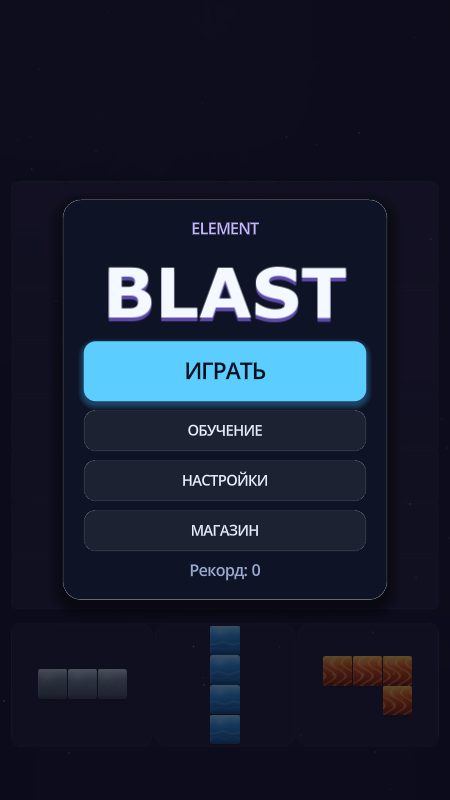 ELEMENT
BLAST
ИГРАТЬ
ОБУЧЕНИЕ
НАСТРОЙКИ
МАГАЗИН
Рекорд: 0